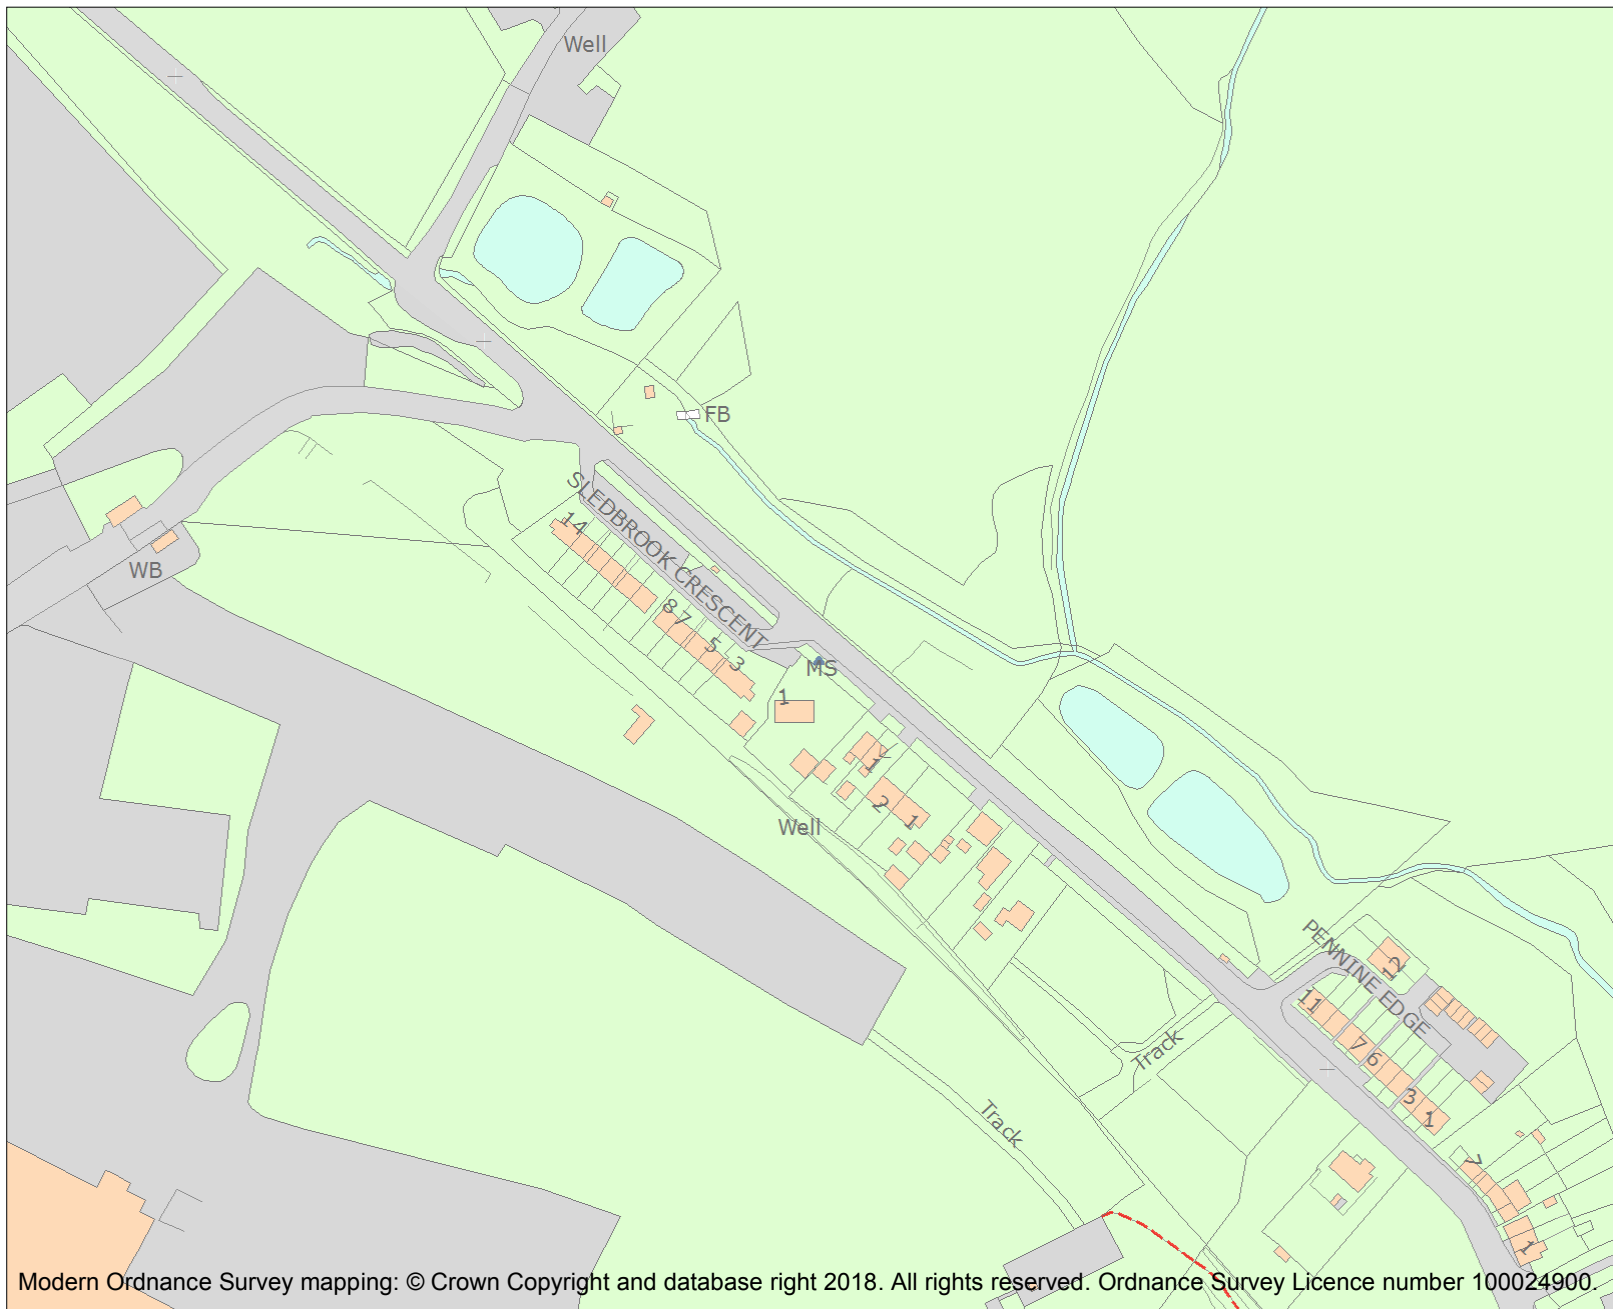 Well
FB
SLEDBROOK CRESCENT
14
WB
8
7
5
3
MS
1
1
2
1
Well
PENNINE EDGE
12
11
7
6
3
1
Track
Track
7
1
Modern Ordnance Survey mapping: © Crown Copyright and database right 2018. All rights reserved. Ordnance Survey Licence number 100024900.